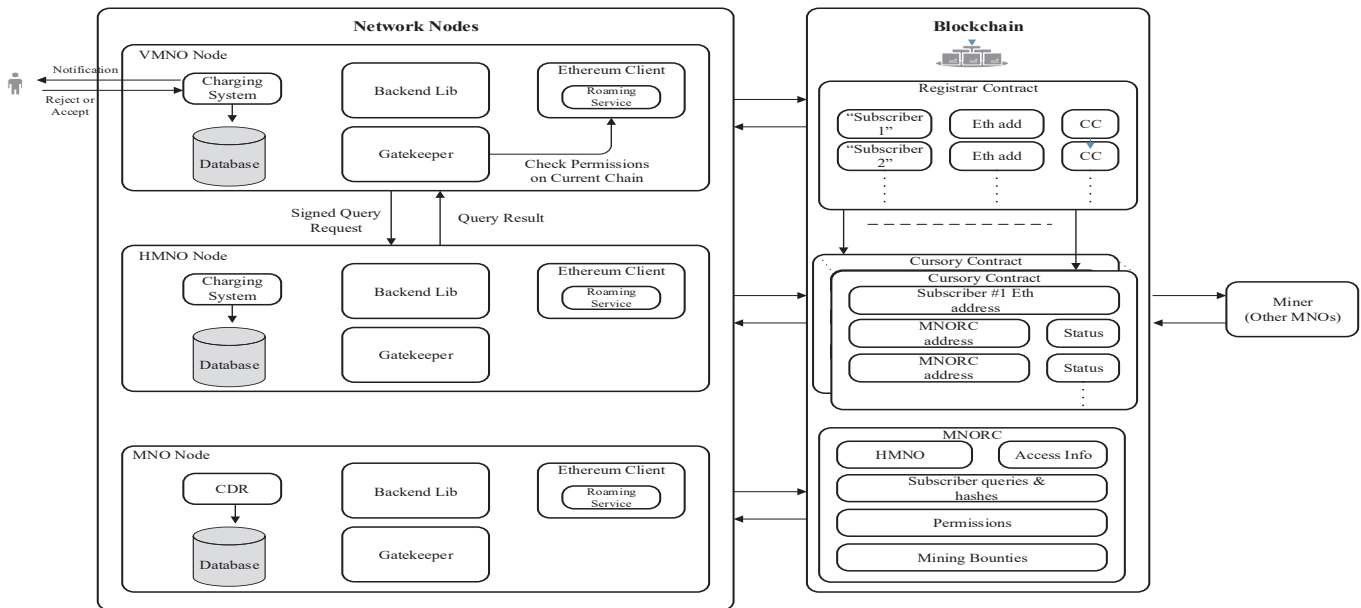 Network Nodes
VMNO Node
Notification
Reject or
Accept
Charging
System
Database
Backend Lib
Gatekeeper
Ethereum Client
Roaming
Service
Check Permissions
on Current Chain
Signed Query
Request
Query Result
HMNO Node
Charging
System
Database
Backend Lib
Gatekeeper
Ethereum Client
Roaming
Service
MNO Node
CDR
Database
Backend Lib
Gatekeeper
Ethereum Client
Roaming
Service
Blockchain
Registrar Contract
“Subscriber
1”
Eth add
CC
“Subscriber
2”
Eth add
CC
Cursory Contract
Cursory Contract
Subscriber #1 Eth
address
MNORC
address
Status
MNORC
address
Status
MNORC
HMNO
Access Info
Subscriber queries &
hashes
Permissions
Mining Bounties
Miner
(Other MNOs)